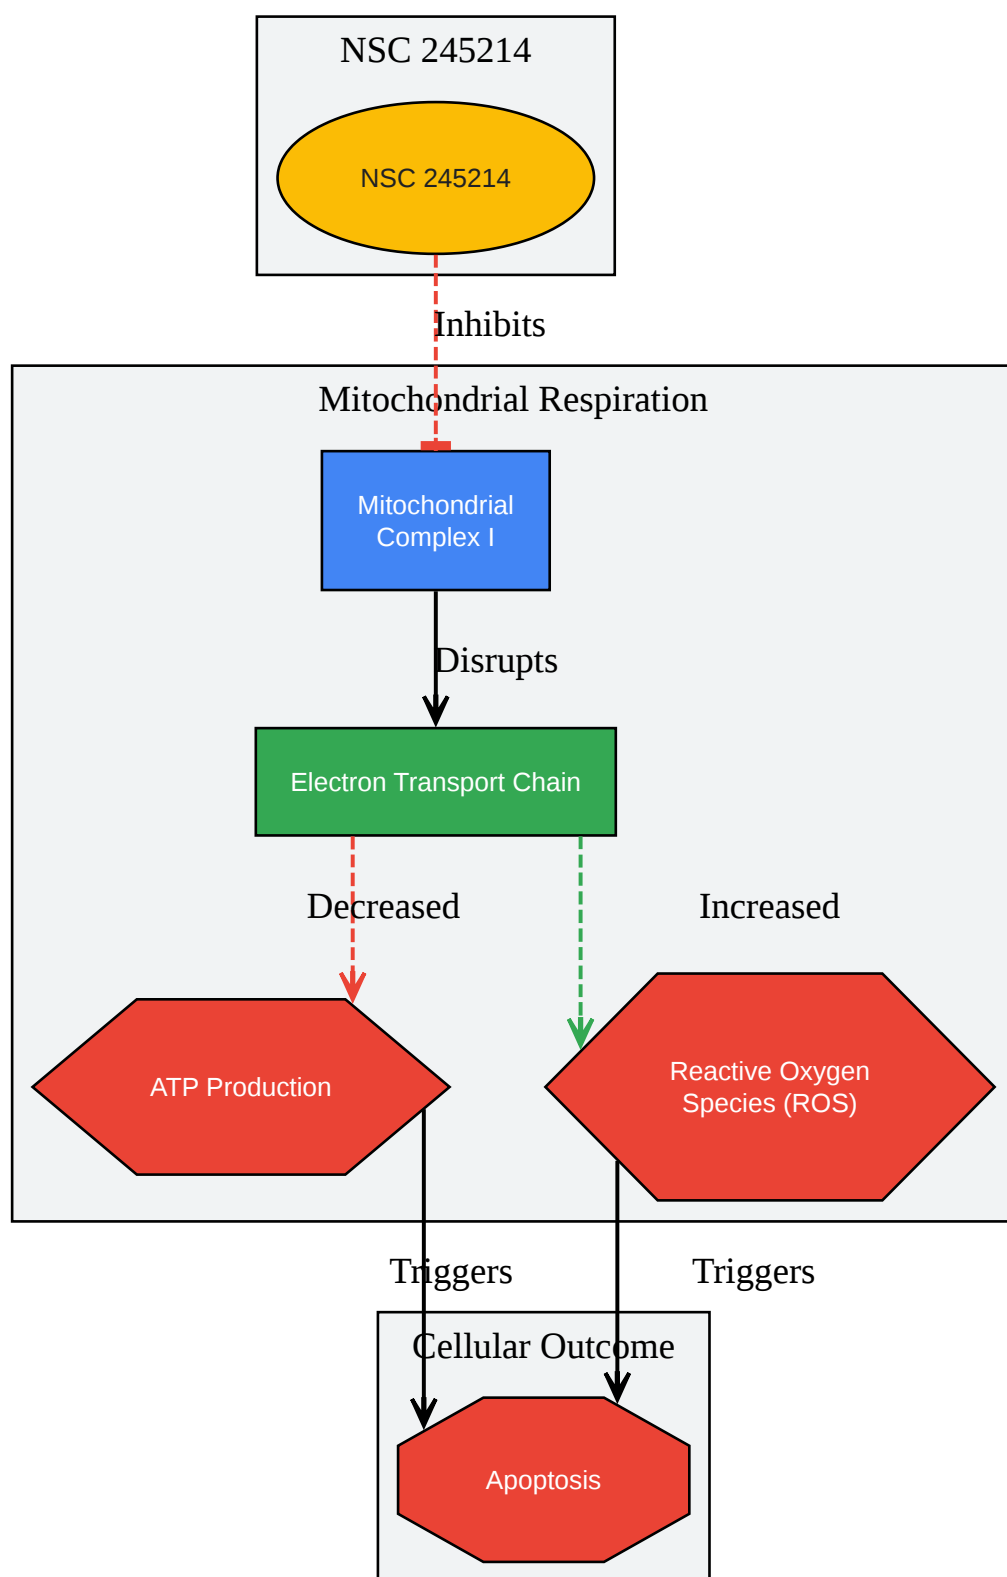 NSC 245214
NSC 245214
Inhibits
Mitochondrial Respiration
Mitochondrial
Complex I
Disrupts
Electron Transport Chain
Decreased
Increased
ATP Production
Reactive Oxygen
Species (ROS)
Triggers
Triggers
Cellular Outcome
Apoptosis